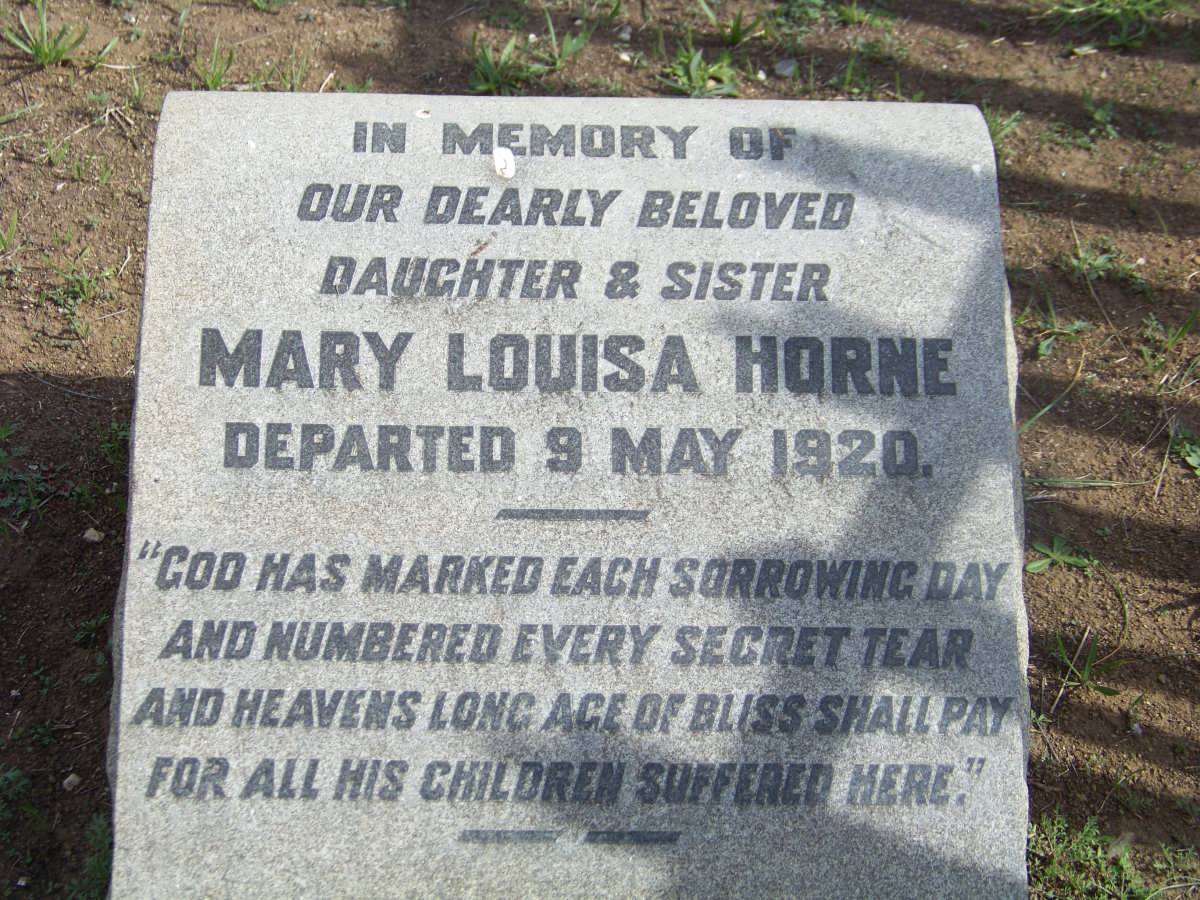 IN MEMORY OF
OUR DEARLY BELOVED
DAUGHTER & SISTER
MARY LOUISA HORNE
DEPARTED 9 MAY 1920.
"GOD HAS MARKED EACH SORROWING DAY
AND NUMBERED EVERY SECRET TEAR
AND HEAVENS LONG AGE OF BLISS SHALL PAY
FOR ALL HIS CHILDREN SUFFERED HERE."